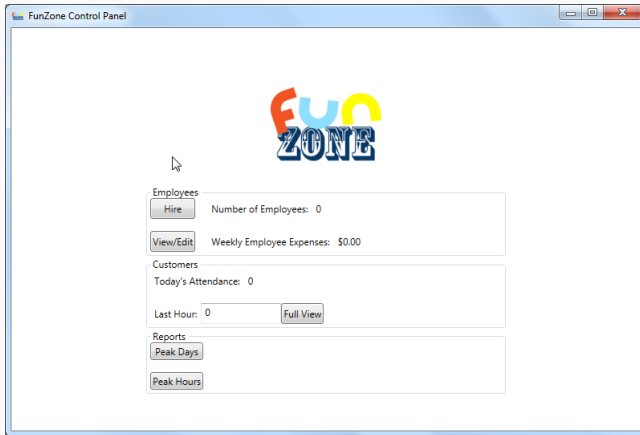 FunZone Control Panel
Fun
ZONE
Employees
Hire Number of Employees: 0
View/Edit Weekly Employee Expenses: $0.00
Customers
Today's Attendance: 0
Last Hour: 0 Full View
Reports
Peak Days
Peak Hours